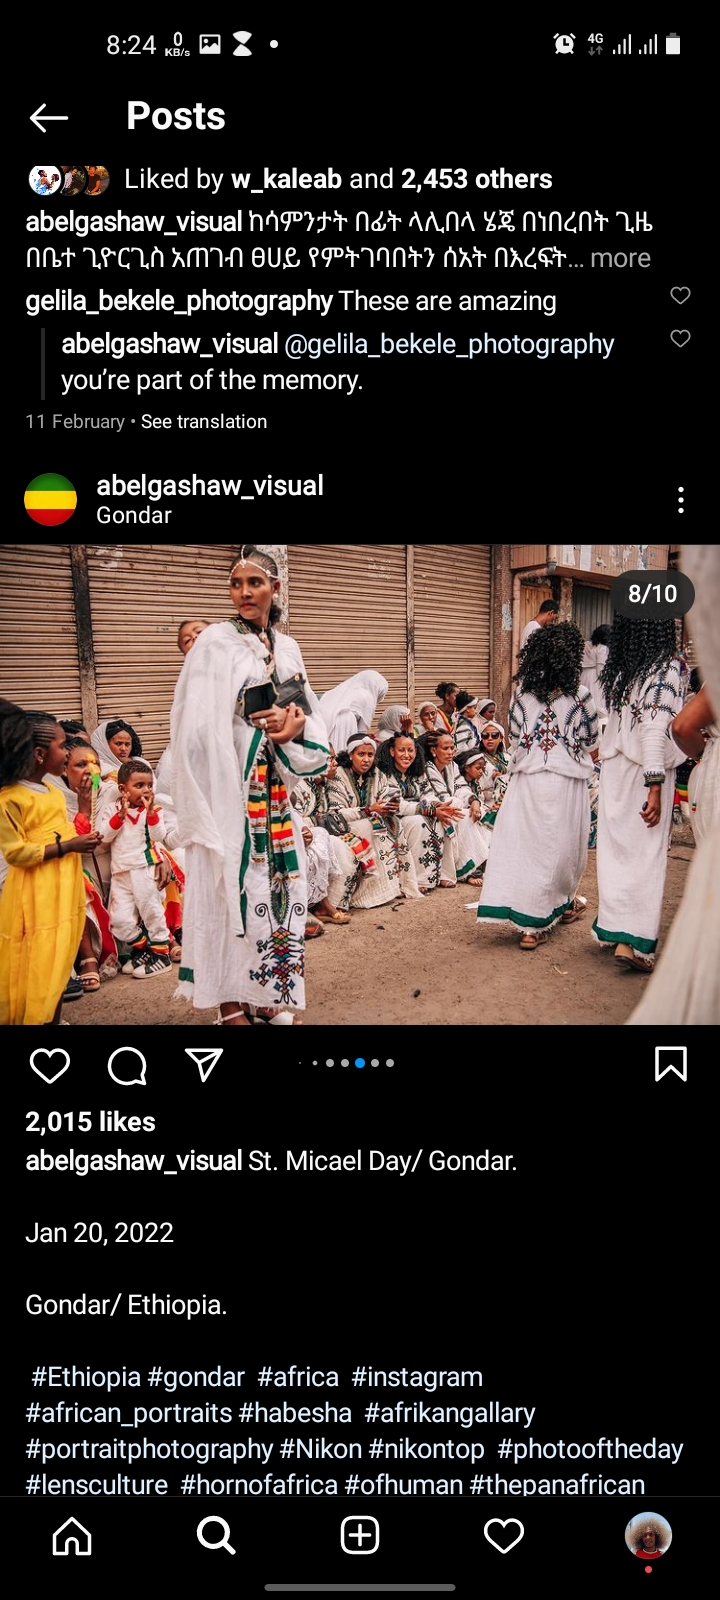 8:24 0 KB/s 4G
Posts
Liked by w_kaleab and 2,453 others
abelgashaw_visual ከሳምንታት በፊት ላሊበላ ሄጄ በነበረበት ጊዜ
በቤተ ጊዮርጊስ አጠገብ ፀሀይ የምትገባበትን ሰአት በእረፍት... more
gelila_bekele_photography These are amazing
abelgashaw_visual @gelila_bekele_photography
you're part of the memory.
11 February • See translation
abelgashaw_visual
Gondar
8/10
2,015 likes
abelgashaw_visual St. Micael Day/ Gondar.
Jan 20, 2022
Gondar/ Ethiopia.
#Ethiopia #gondar #africa #instagram
#african_portraits #habesha #afrikangallary
#portraitphotography #Nikon #nikontop #photooftheday
#lensculture #hornofafrica #ofhuman #thepanafrican